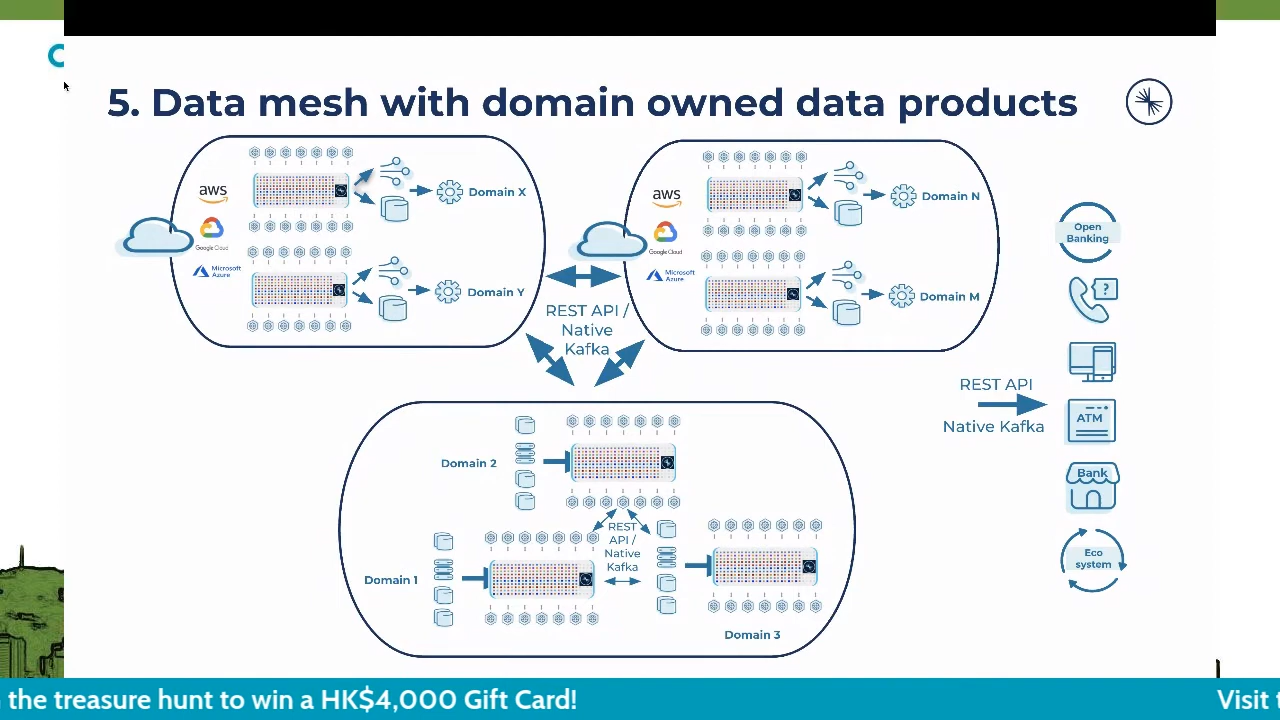 5. Data mesh with domain owned data products
aws
Google Cloud
Microsoft
Azure
Domain X
Domain Y
aws
Google Cloud
Microsoft
Azure
Domain N
Domain M
REST API /
Native
Kafka
Domain 2
Domain 1
REST
API /
Native
Kafka
Domain 3
REST API
Native Kafka
Open
Banking
?
ATM
Bank
Eco
system
the treasure hunt to win a HK$4,000 Gift Card!
Visit